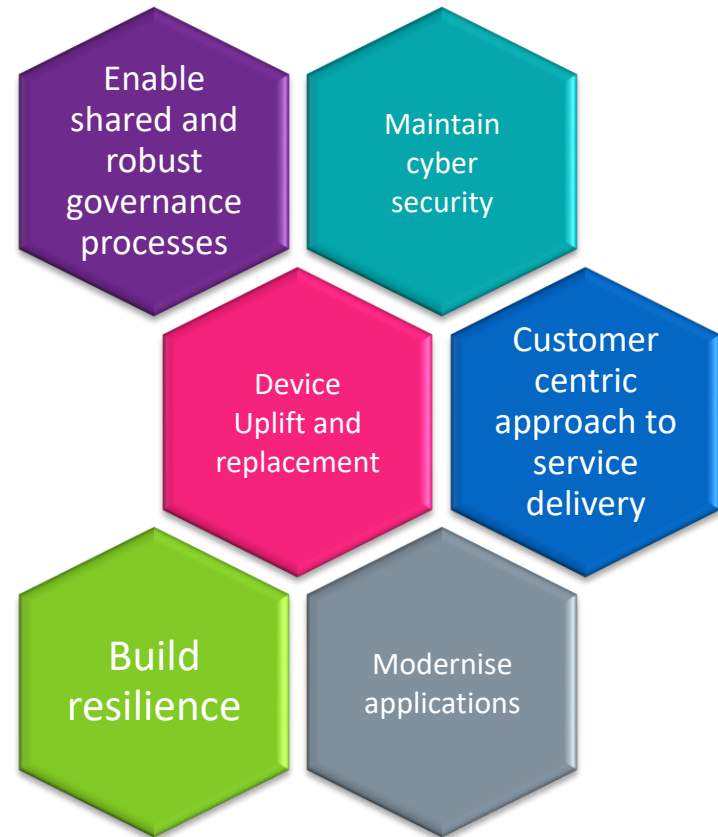 Enable
shared and
robust
governance
processes
Maintain
cyber
security
Device
Uplift and
replacement
Customer
centric
approach to
service
delivery
Build
resilience
Modernise
applications